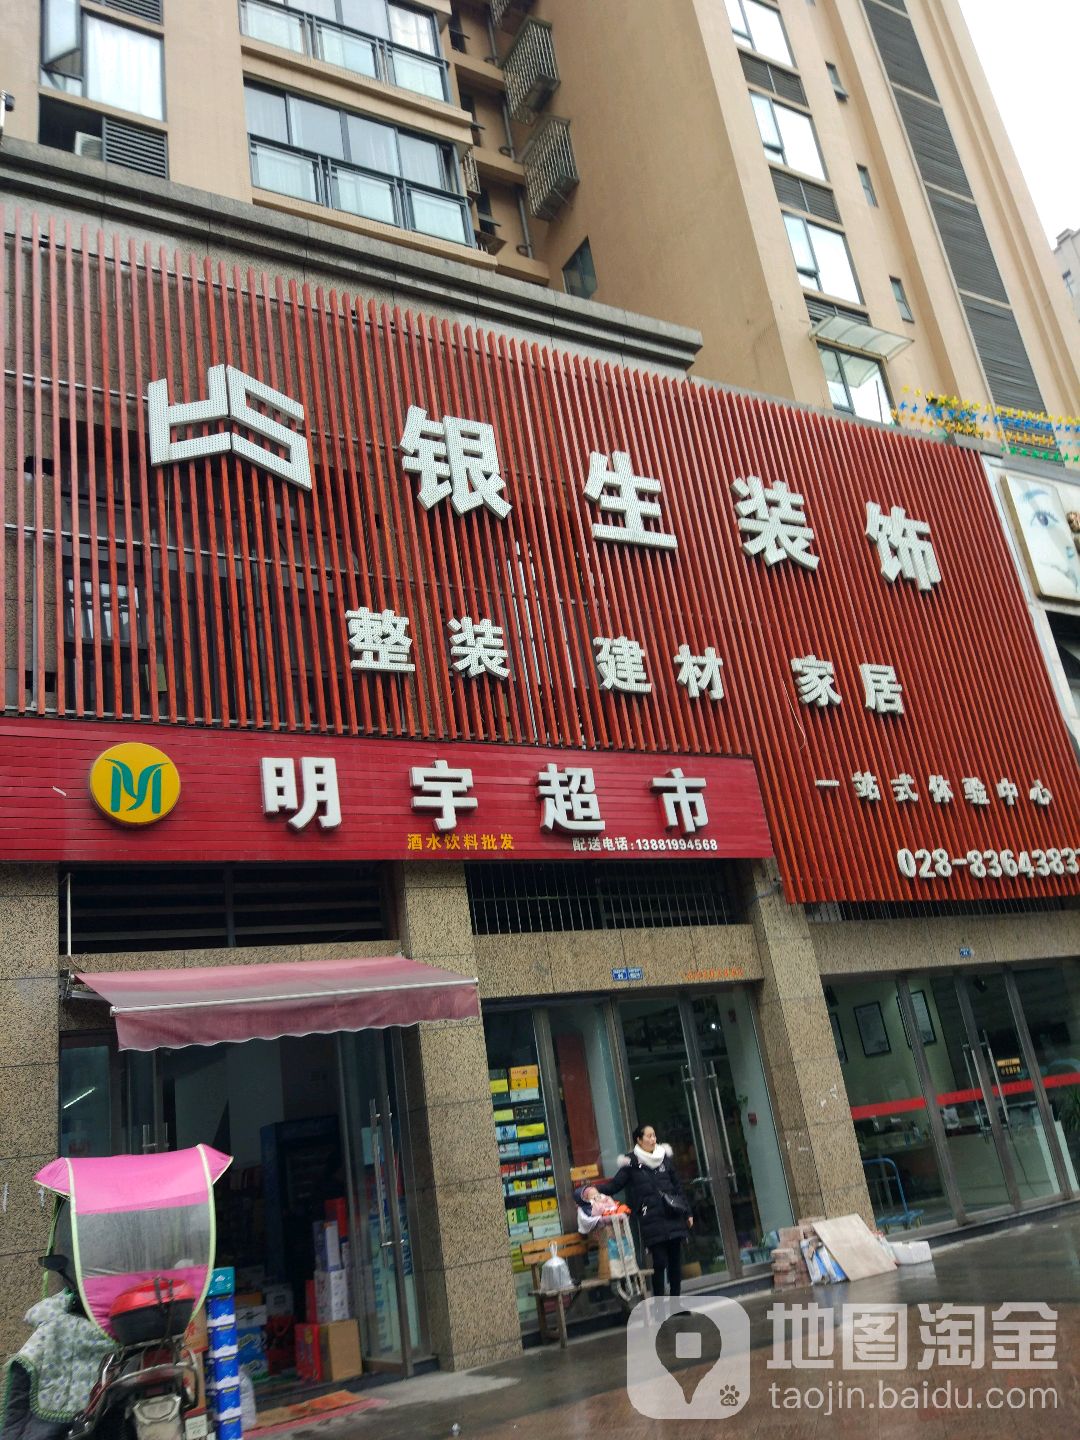 银生装饰
整装 建材 家居
一站式体验中心
028-8364383
明宇超市
酒水饮料批发 配送电话:13881994568
地图淘金
taojin.baidu.com